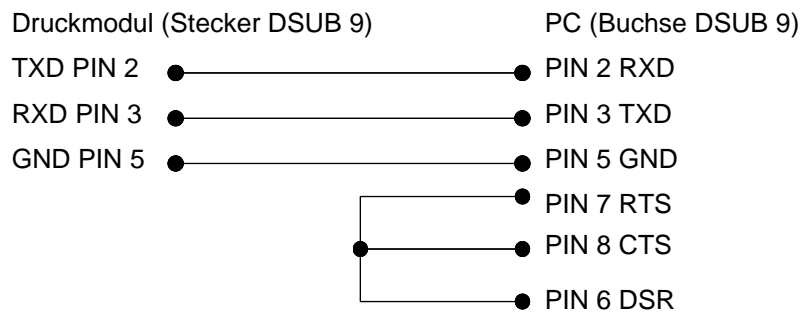 Druckmodul (Stecker DSUB 9) PC (Buchse DSUB 9)
TXD PIN 2 PIN 2 RXD
RXD PIN 3 PIN 3 TXD
GND PIN 5 PIN 5 GND
PIN 7 RTS
PIN 8 CTS
PIN 6 DSR